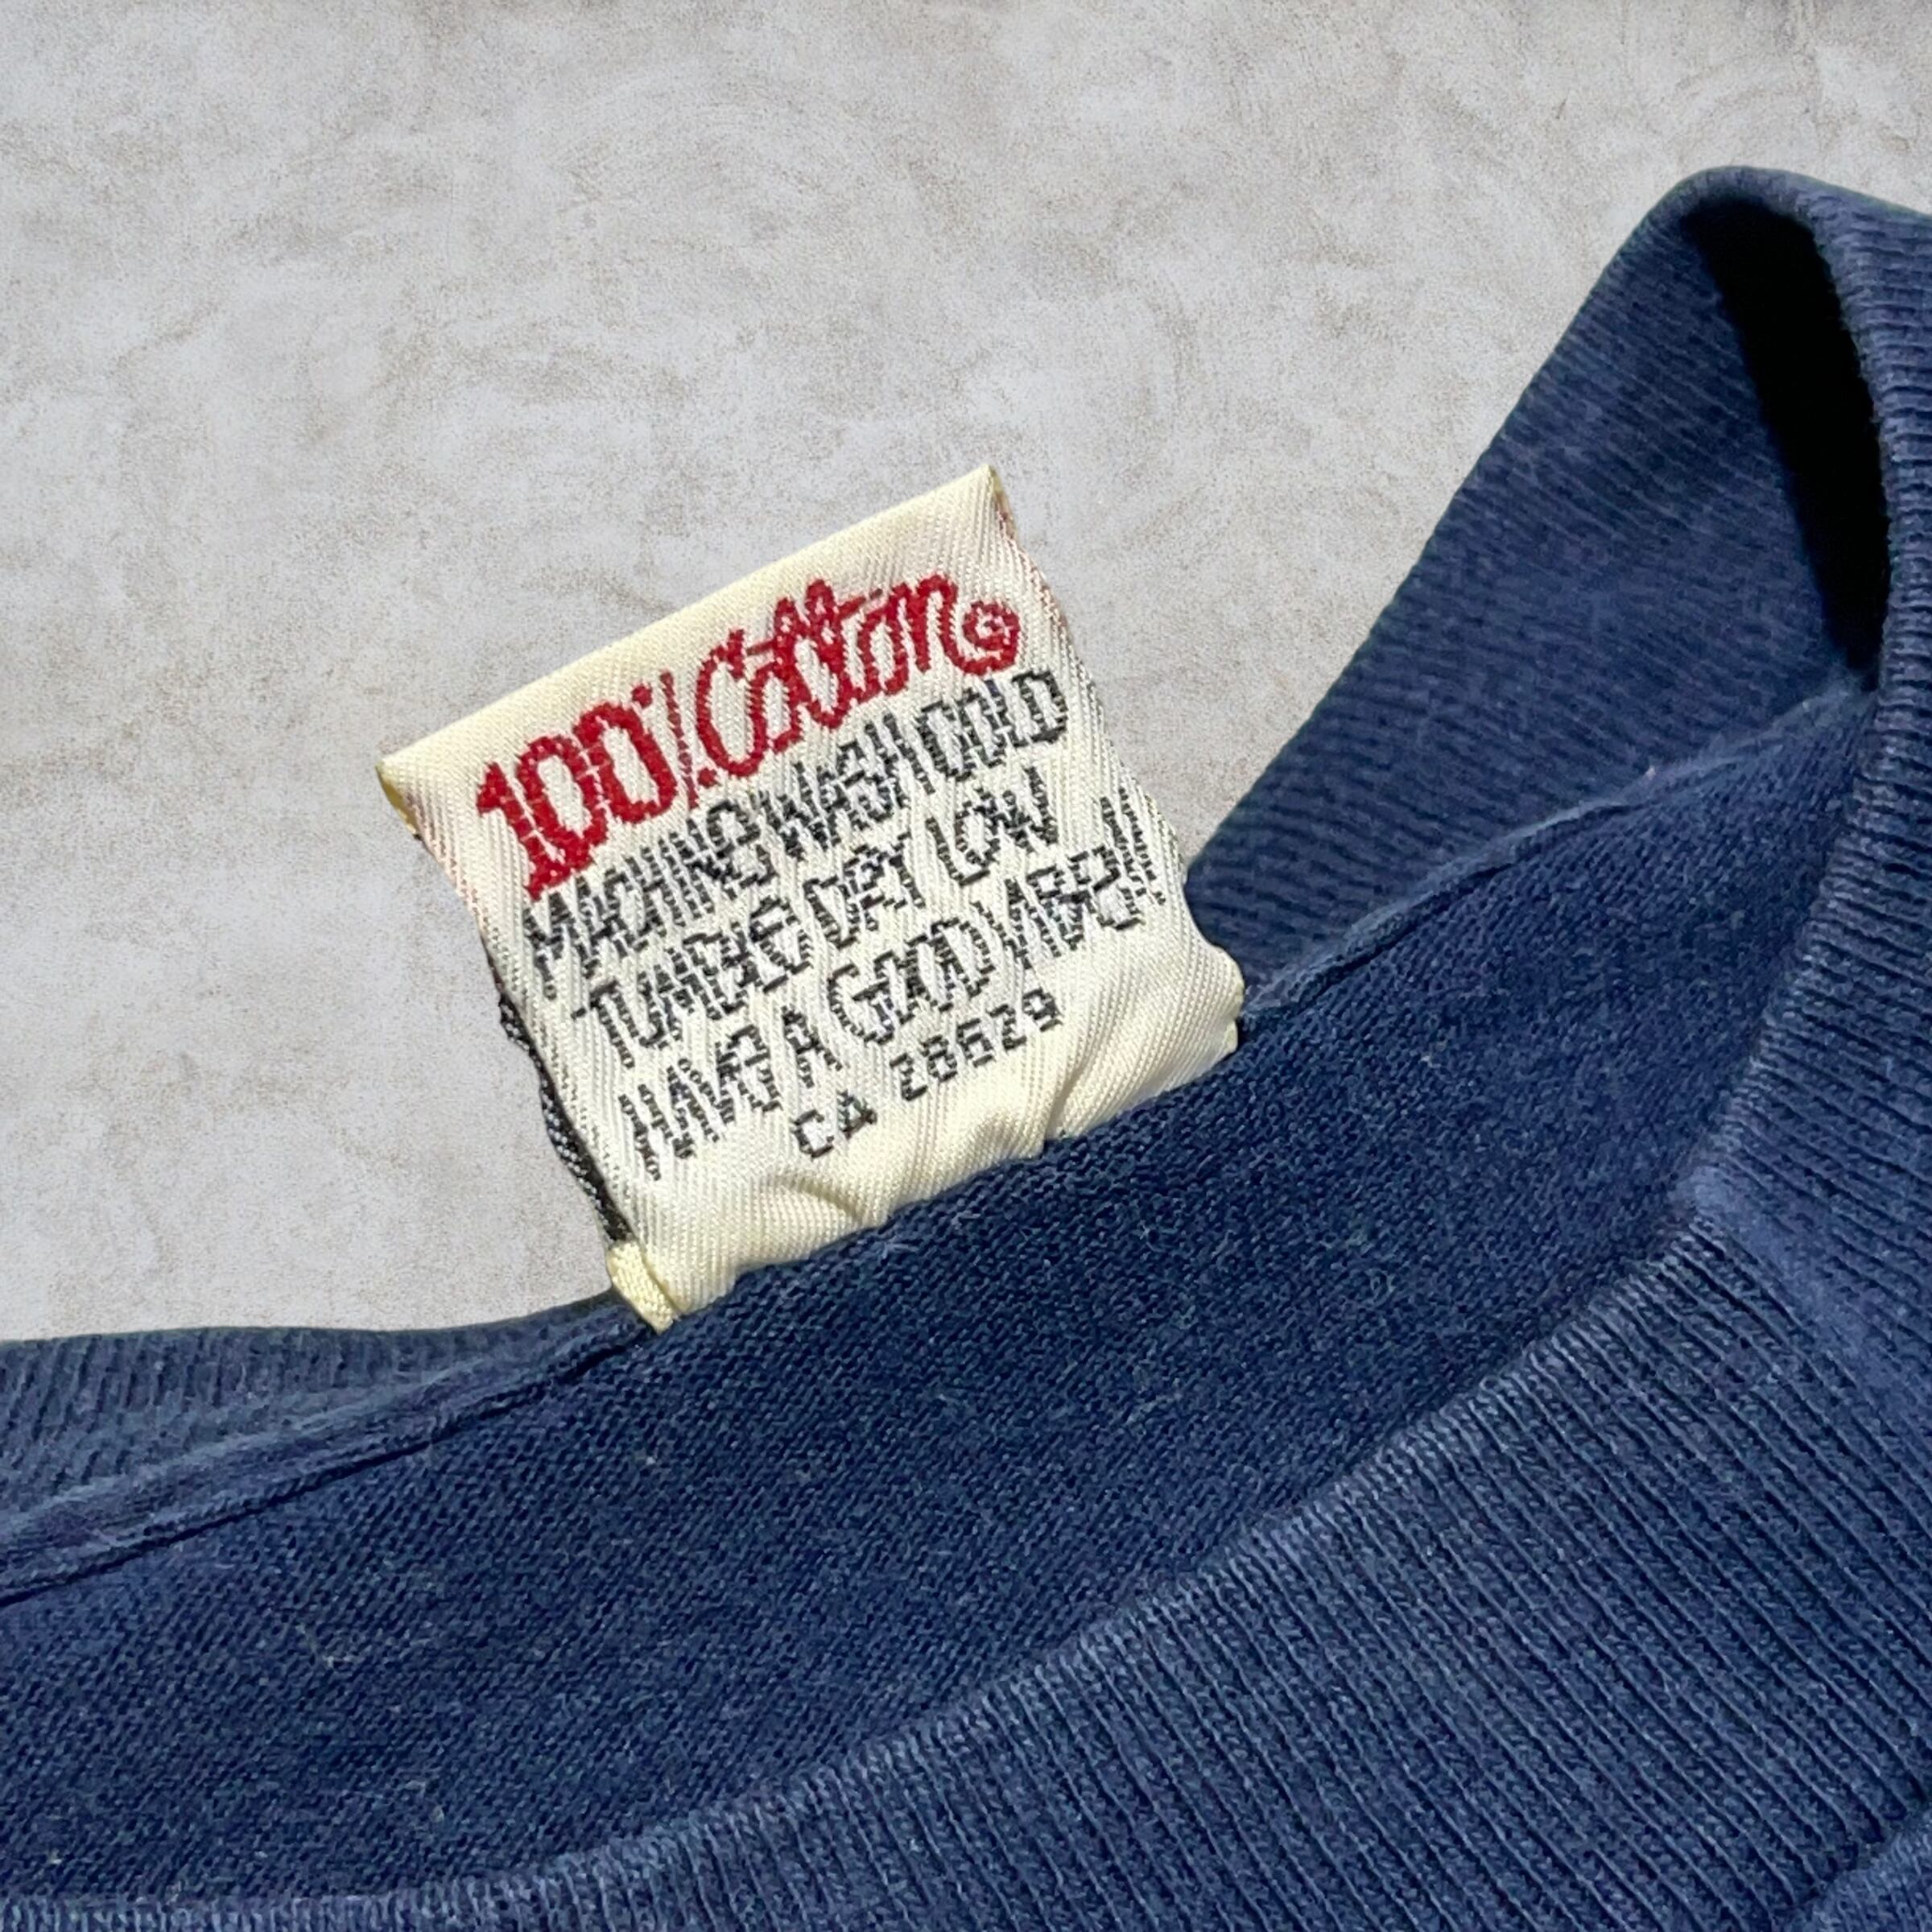 100% Cotton
MACHINE WASH COLD
TUMBLE DRY LOW
HAVE A GOOD VIBE!!!
CA 28629